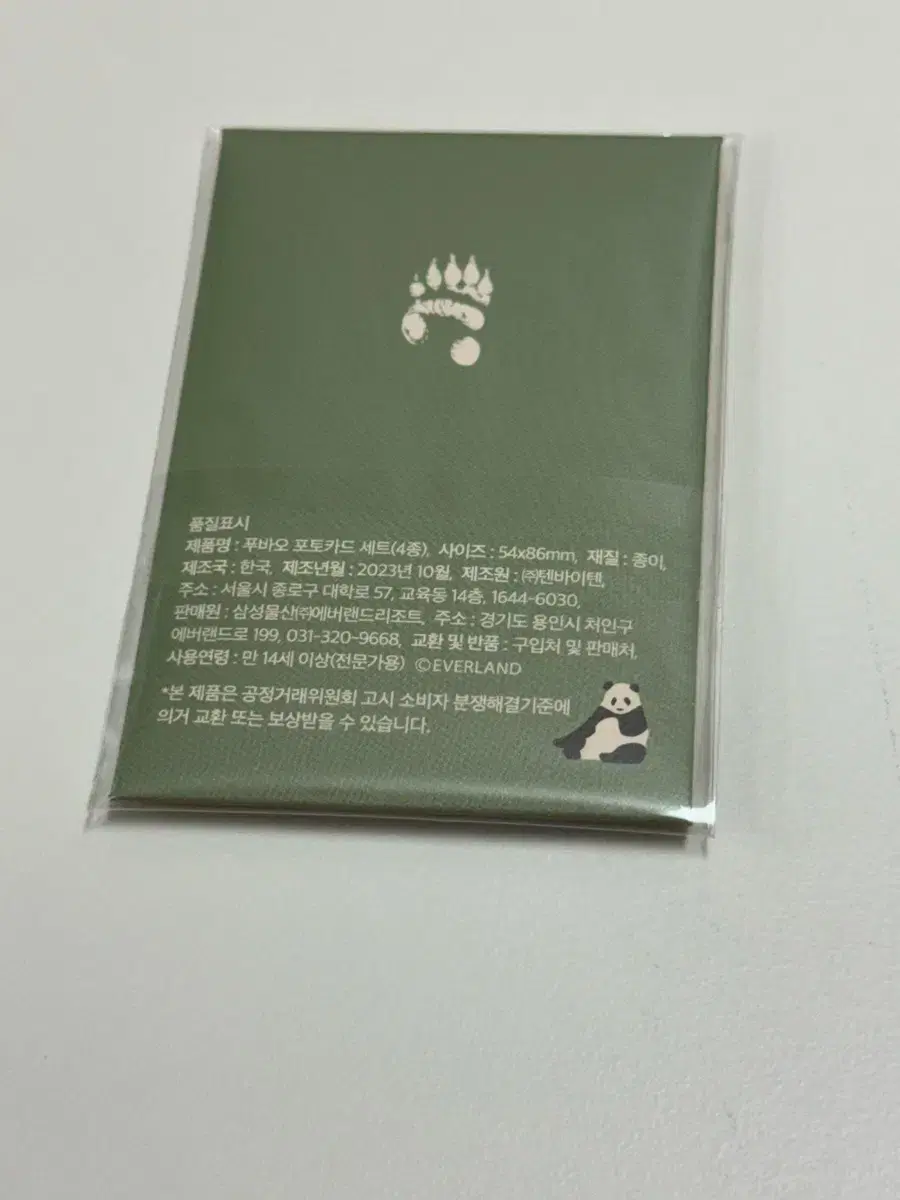 품질표시
제품명 : 푸바오 포토카드 세트(4종), 사이즈 : 54x86mm, 재질 : 종이,
제조국 : 한국, 제조년월 : 2023년 10월, 제조원 : ㈜텐바이텐,
주소 : 서울시 종로구 대학로 57, 교육동 14층, 1644-6030,
판매원 : 삼성물산㈜에버랜드리조트, 주소 : 경기도 용인시 처인구
에버랜드로 199, 031-320-9668, 교환 및 반품 : 구입처 및 판매처,
사용연령 : 만 14세 이상(전문가용) ©EVERLAND
*본 제품은 공정거래위원회 고시 소비자 분쟁해결기준에
의거 교환 또는 보상받을 수 있습니다.